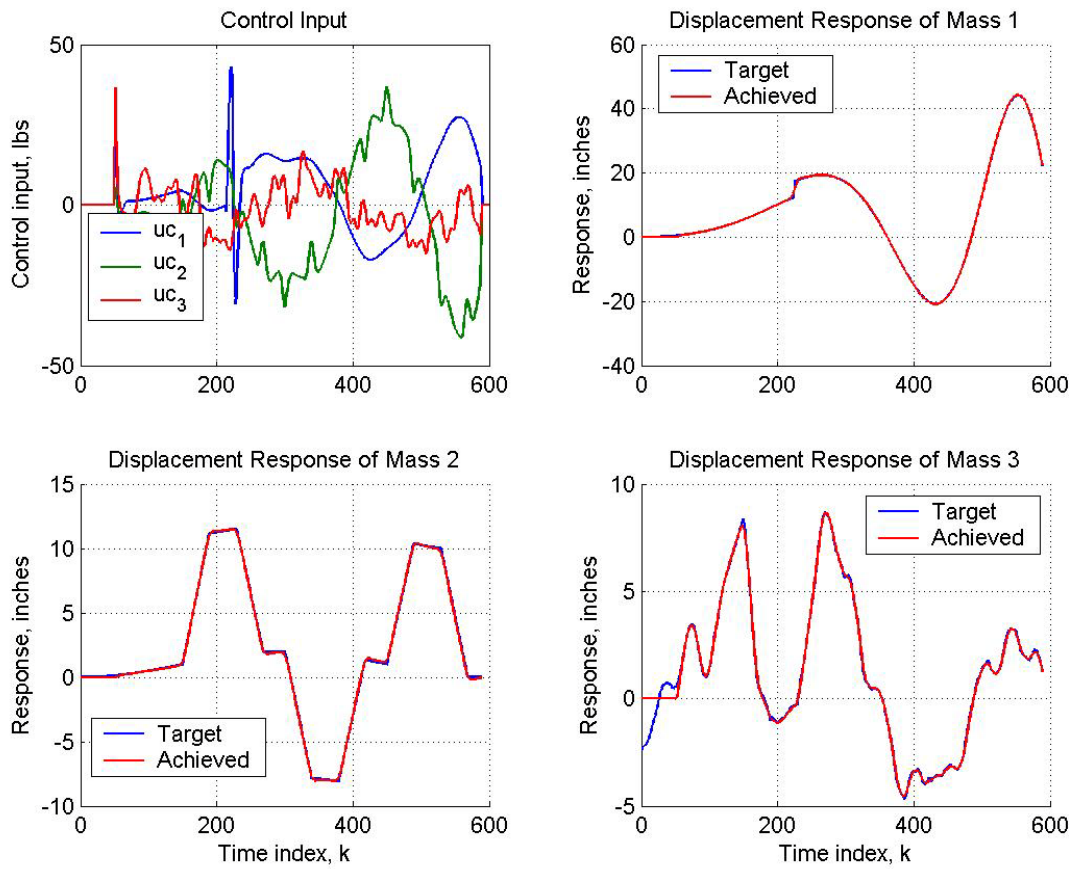 Control Input
Control input, lbs
50
0
-50
0
200
400
600
uc1
uc2
uc3
Displacement Response of Mass 1
Response, inches
60
40
20
0
-20
-40
0
200
400
600
Target
Achieved
Displacement Response of Mass 2
Response, inches
15
10
5
0
-5
-10
0
200
400
600
Time index, k
Target
Achieved
Displacement Response of Mass 3
Response, inches
10
5
0
-5
0
200
400
600
Time index, k
Target
Achieved